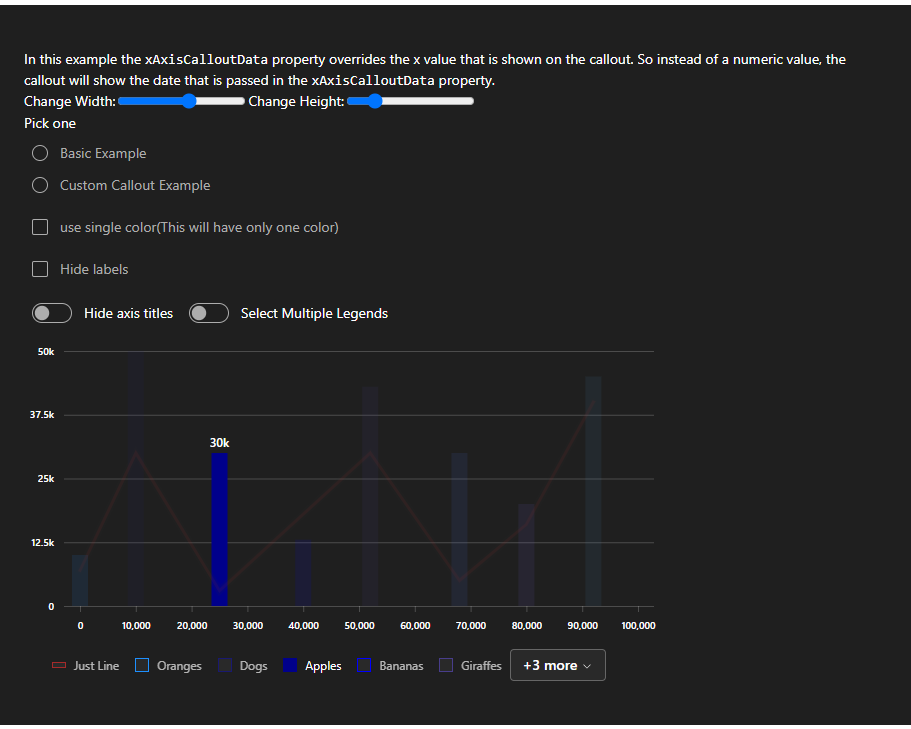 In this example the xAxisCalloutData property overrides the x value that is shown on the callout. So instead of a numeric value, the
callout will show the date that is passed in the xAxisCalloutData property.
Change Width: Change Height:
Pick one
Basic Example
Custom Callout Example
use single color(This will have only one color)
Hide labels
Hide axis titles Select Multiple Legends
50k
37.5k
30k
25k
12.5k
0
0 10,000 20,000 30,000 40,000 50,000 60,000 70,000 80,000 90,000 100,000
Just Line Oranges Dogs Apples Bananas Giraffes +3 more